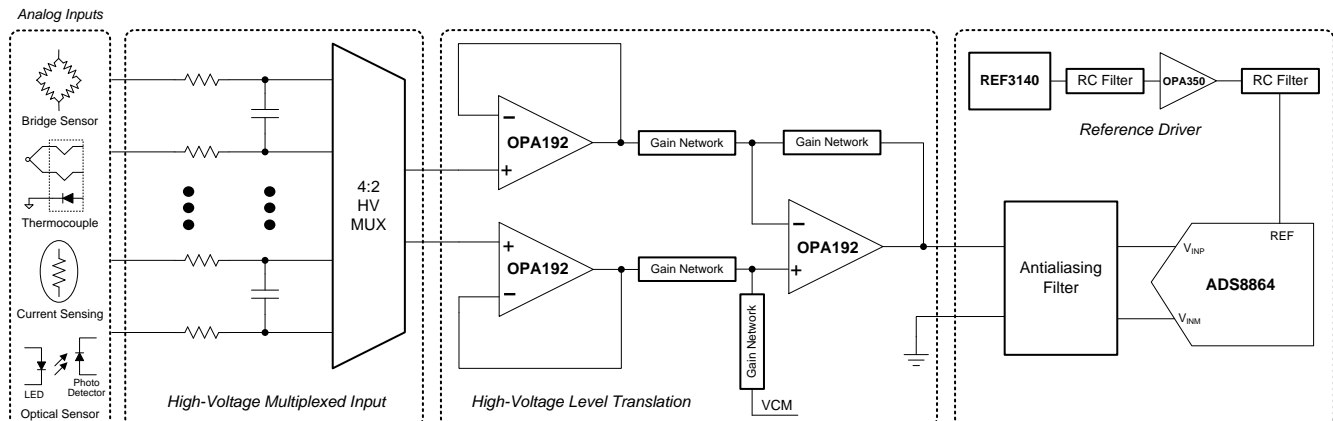 Analog Inputs
Bridge Sensor
Thermocouple
Current Sensing
LED
Photo
Detector
Optical Sensor
4:2
HV
MUX
High-Voltage Multiplexed Input
−
OPA192
+
+
OPA192
−
Gain Network
Gain Network
Gain Network
−
OPA192
+
Gain Network
Gain Network
VCM
High-Voltage Level Translation
REF3140
RC Filter
OPA350
RC Filter
Reference Driver
Antialiasing
Filter
REF
VINP
ADS8864
VINM